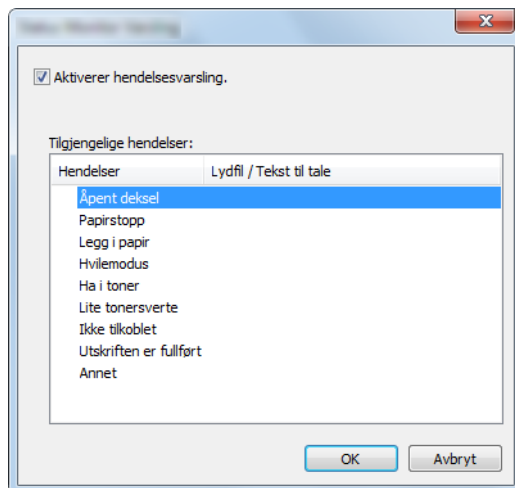 Aktiverer hendelsesvarsling.
Tilgjengelige hendelser:
Hendelser Lydfil / Tekst til tale
Åpent deksel
Papirstopp
Legg i papir
Hvilemodus
Ha i toner
Lite tonersverte
Ikke tilkoblet
Utskriften er fullført
Annet
OK Avbryt